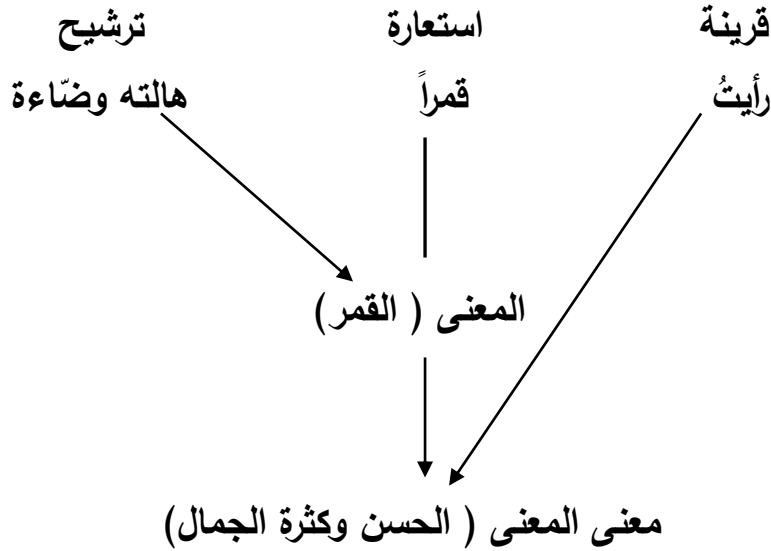 قرينة استعارة ترشيح
رأيتُ قمراً هالته وضّاءة
المعنى ( القمر)
معنى المعنى ( الحسن وكثرة الجمال)